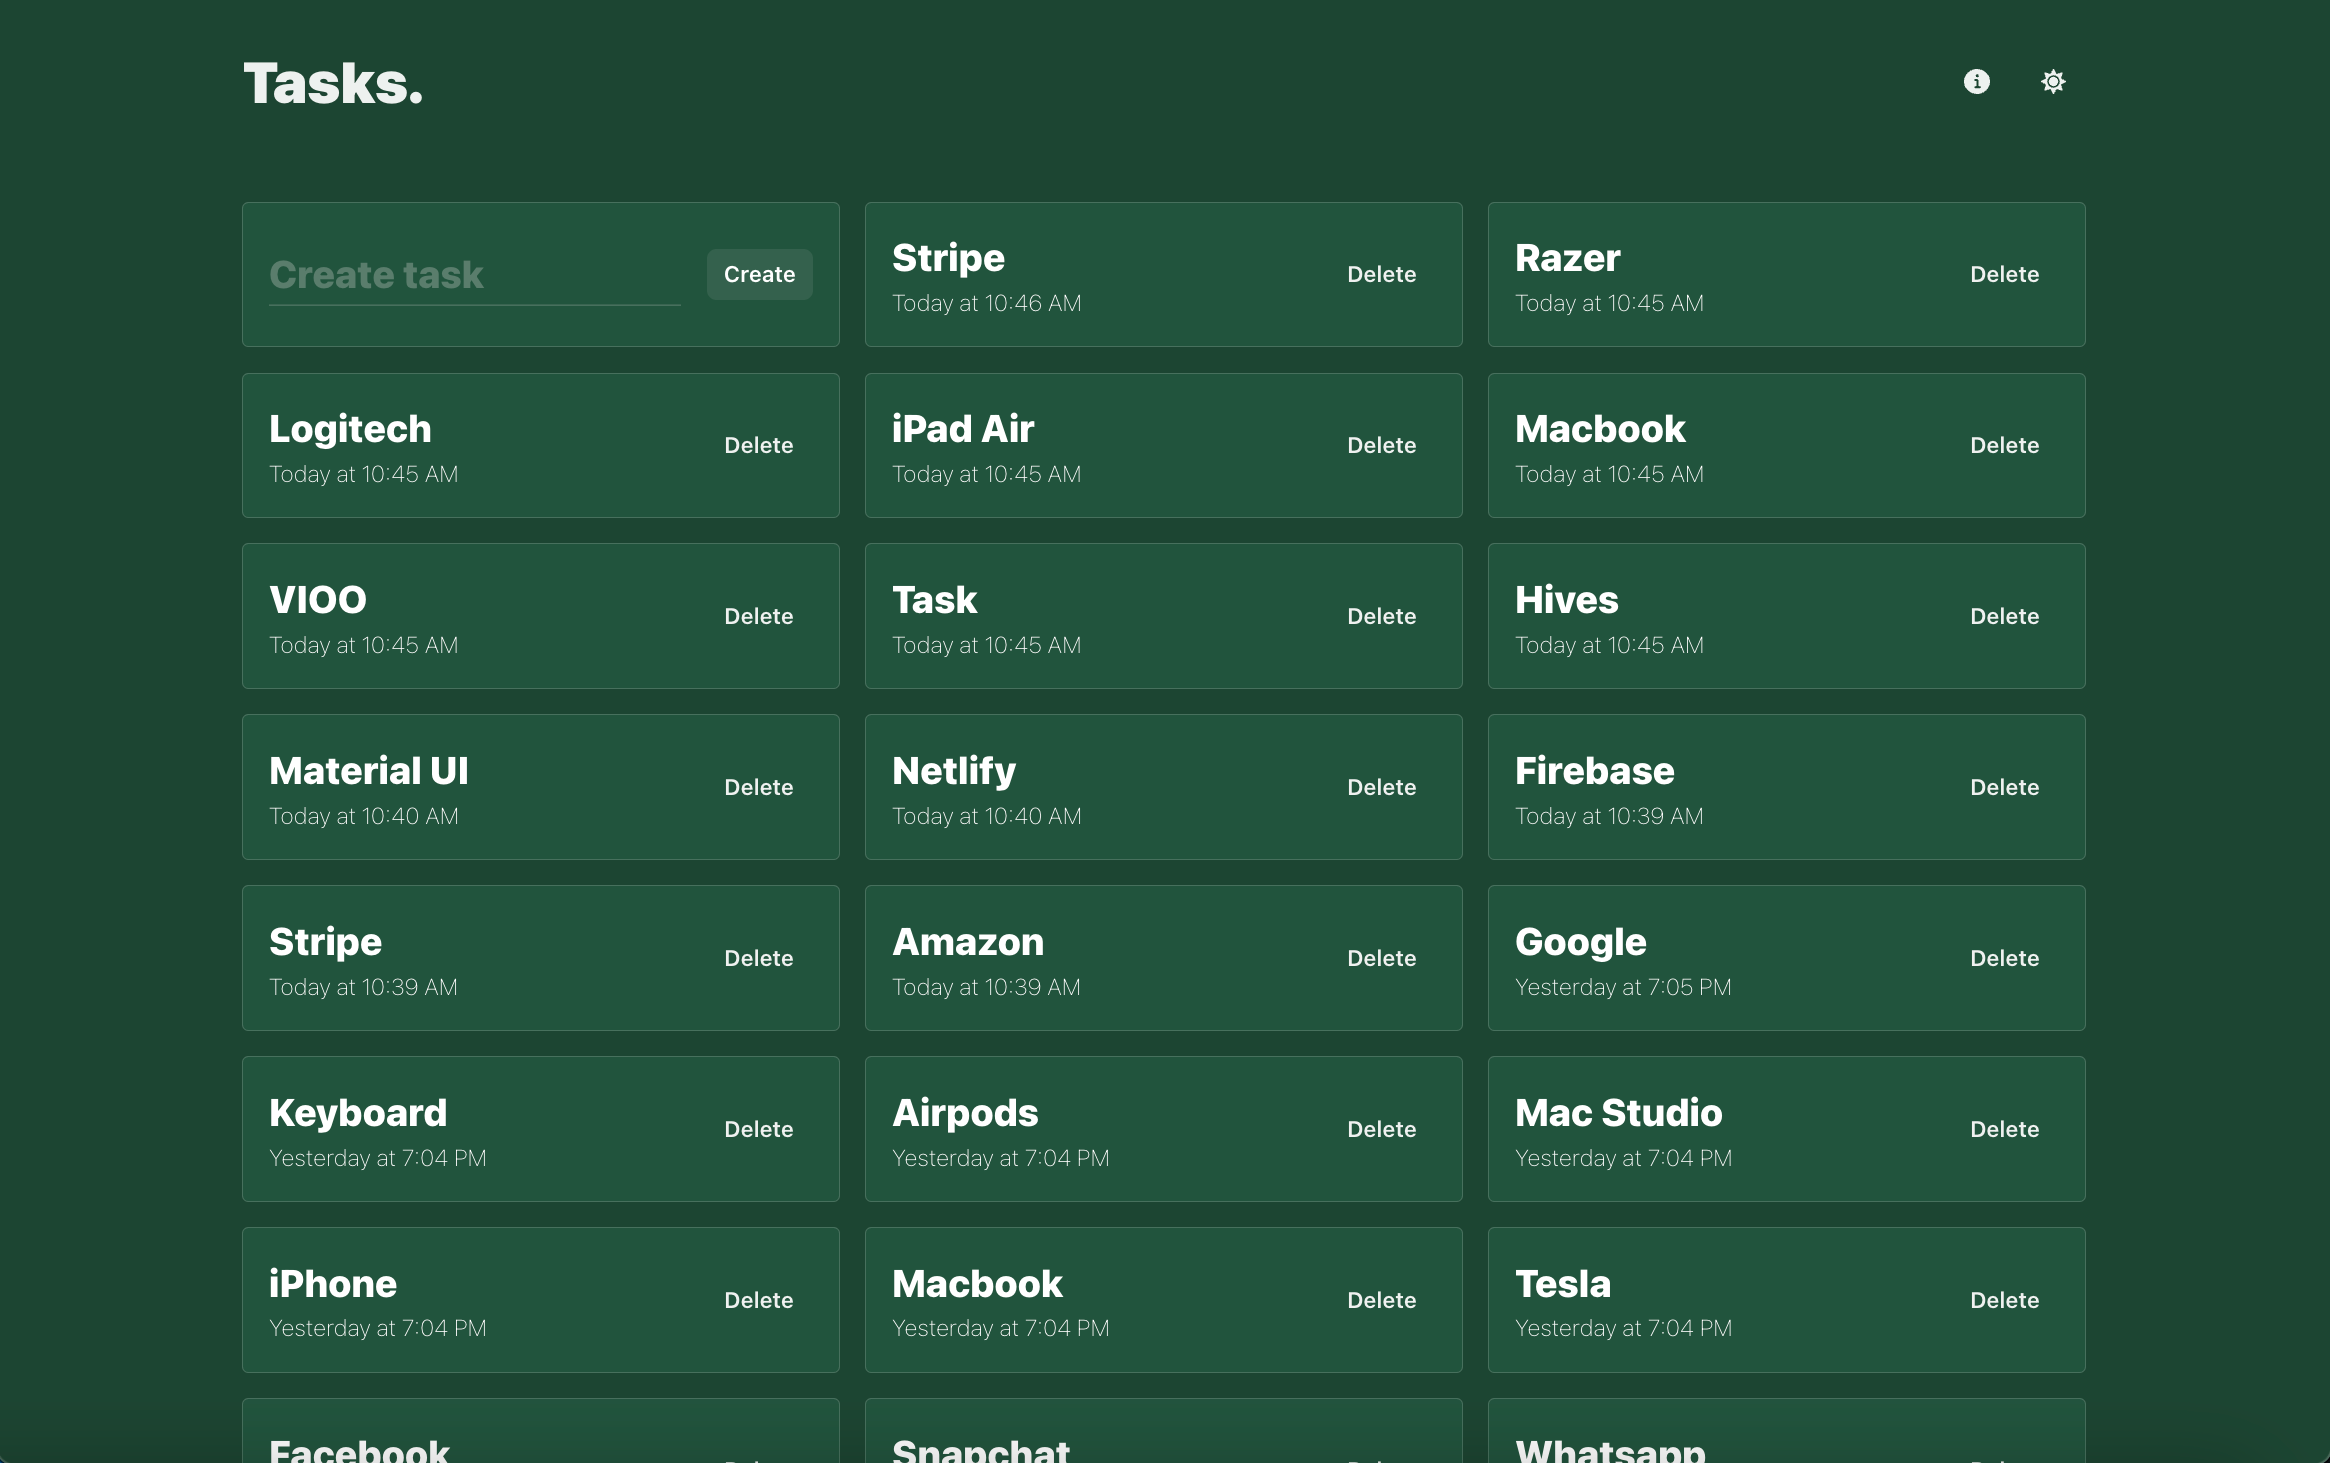 Tasks.
Create task
Create
Stripe
Today at 10:46 AM
Delete
Razer
Today at 10:45 AM
Delete
Logitech
Today at 10:45 AM
Delete
iPad Air
Today at 10:45 AM
Delete
Macbook
Today at 10:45 AM
Delete
VIOO
Today at 10:45 AM
Delete
Task
Today at 10:45 AM
Delete
Hives
Today at 10:45 AM
Delete
Material UI
Today at 10:40 AM
Delete
Netlify
Today at 10:40 AM
Delete
Firebase
Today at 10:39 AM
Delete
Stripe
Today at 10:39 AM
Delete
Amazon
Today at 10:39 AM
Delete
Google
Yesterday at 7:05 PM
Delete
Keyboard
Yesterday at 7:04 PM
Delete
Airpods
Yesterday at 7:04 PM
Delete
Mac Studio
Yesterday at 7:04 PM
Delete
iPhone
Yesterday at 7:04 PM
Delete
Macbook
Yesterday at 7:04 PM
Delete
Tesla
Yesterday at 7:04 PM
Delete
Facebook
Snapchat
Whatsapp